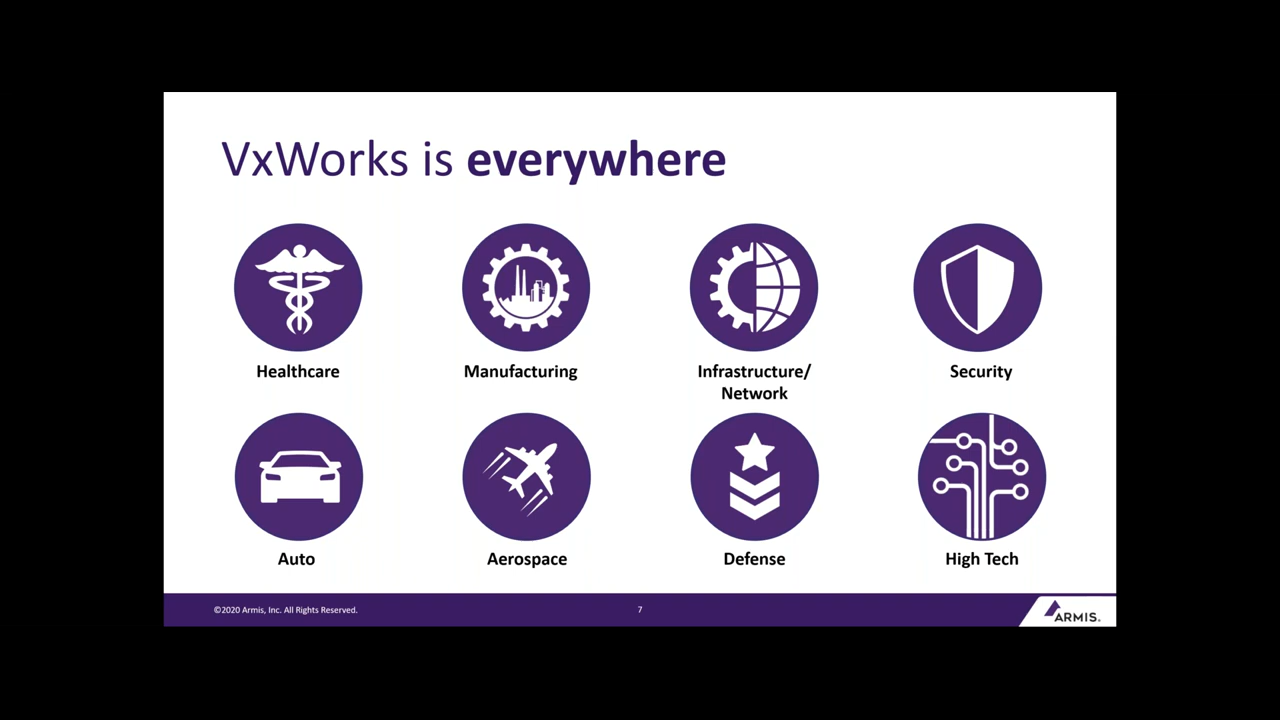 VxWorks is everywhere
Healthcare
Manufacturing
Infrastructure/
Network
Security
Auto
Aerospace
Defense
High Tech
©2020 Armis, Inc. All Rights Reserved.
7
ARMIS.